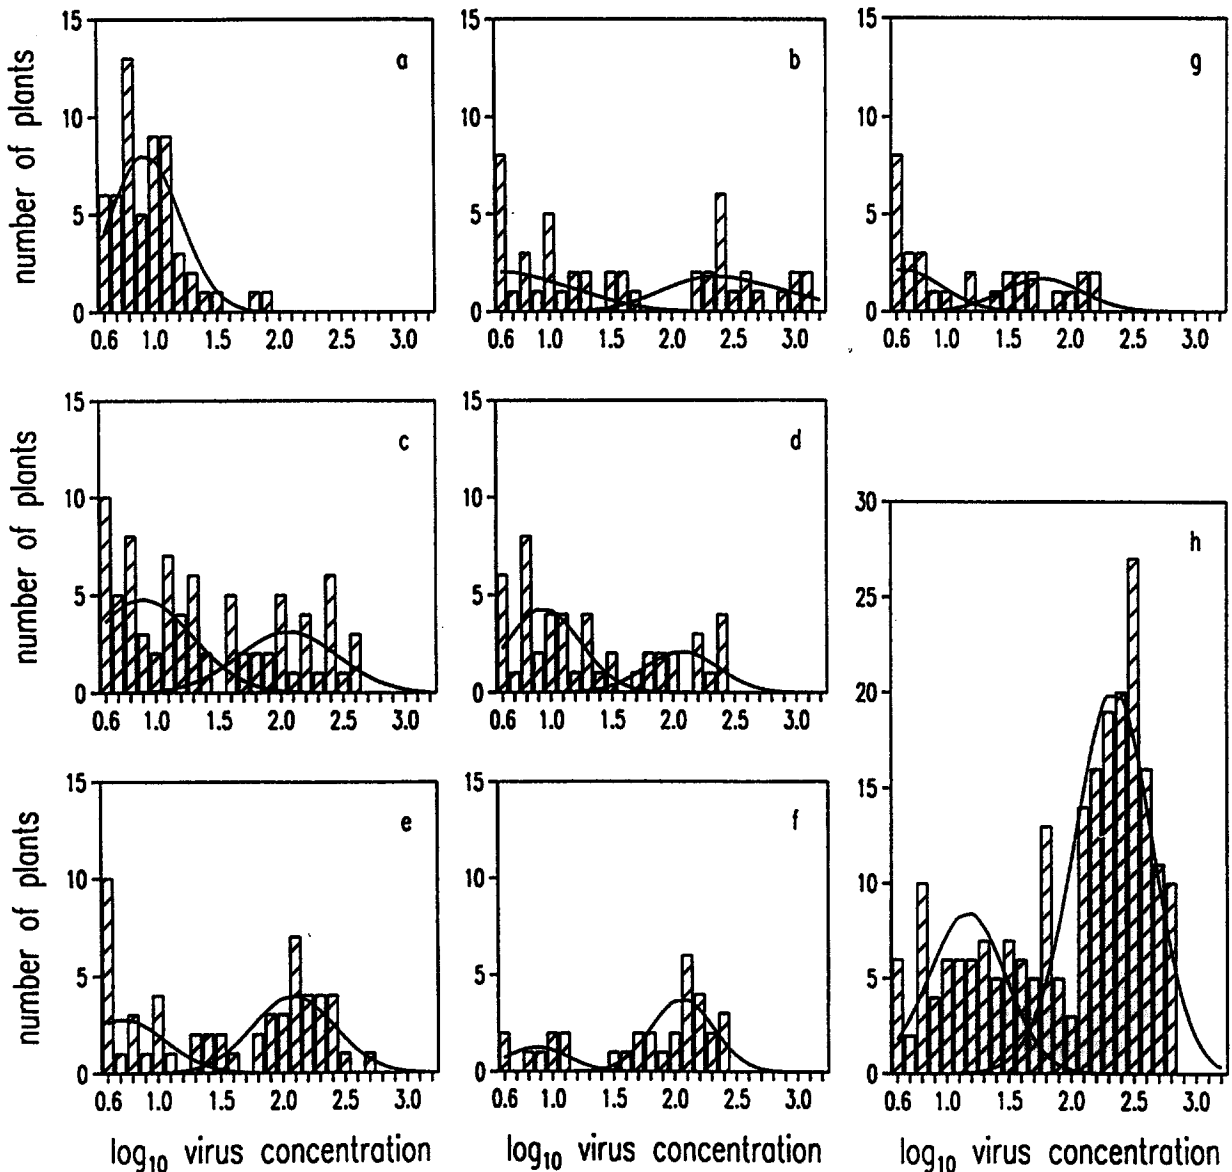 15 a 15 b 15 g
number of plants
10 10 10
5 5 5
0 0 0
0.6 1.0 1.5 2.0 2.5 3.0 0.6 1.0 1.5 2.0 2.5 3.0 0.6 1.0 1.5 2.0 2.5 3.0
15 c 15 d
number of plants
10 10
5 5
0 0
0.6 1.0 1.5 2.0 2.5 3.0 0.6 1.0 1.5 2.0 2.5 3.0
30 h
25
20
15
10
5
0
0.6 1.0 1.5 2.0 2.5 3.0
15 e 15 f
number of plants
10 10
5 5
0 0
0.6 1.0 1.5 2.0 2.5 3.0 0.6 1.0 1.5 2.0 2.5 3.0
log10 virus concentration log10 virus concentration log10 virus concentration